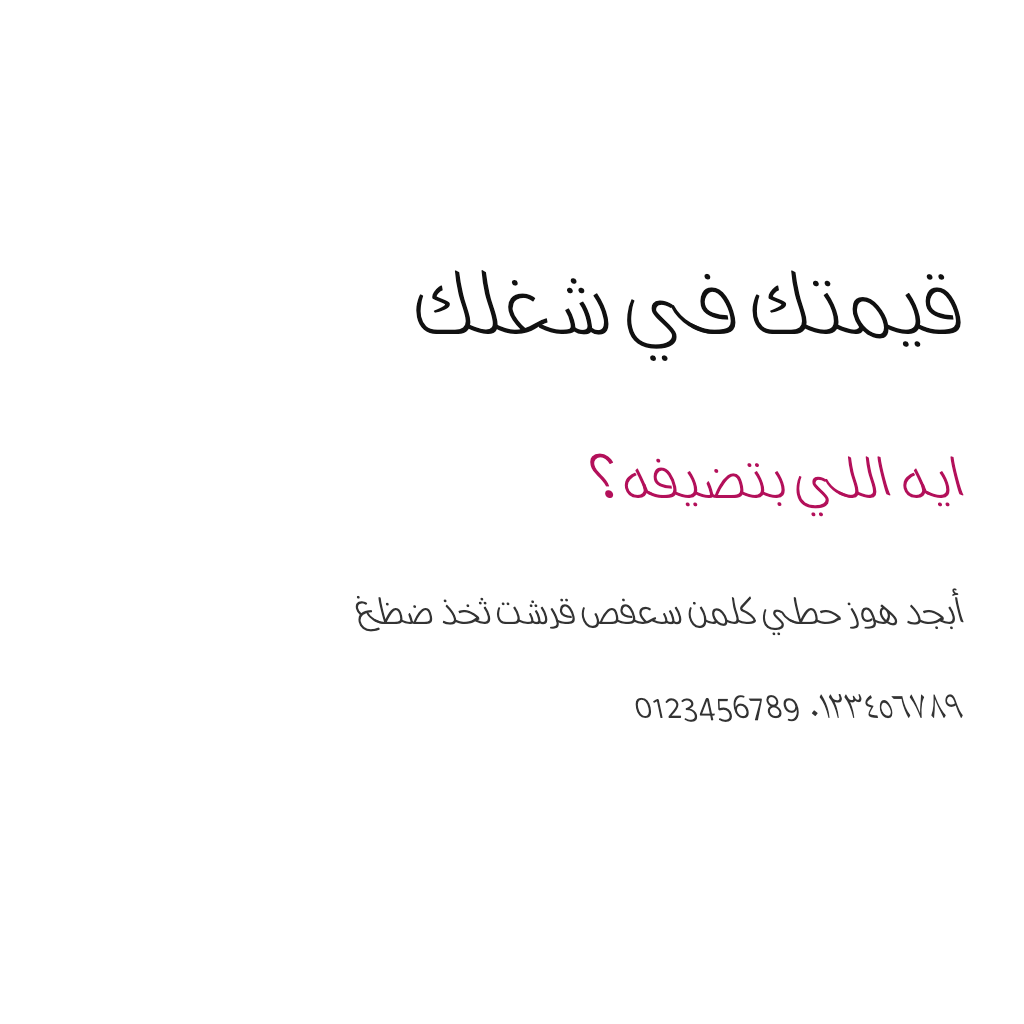 قيمتك في شغلك
ايه اللي بتضيفه؟
أبجد هوز حطي كلمن سعفص قرشت ثخذ ضظغ
٠١٢٣٤٥٦٧٨٩ 0123456789